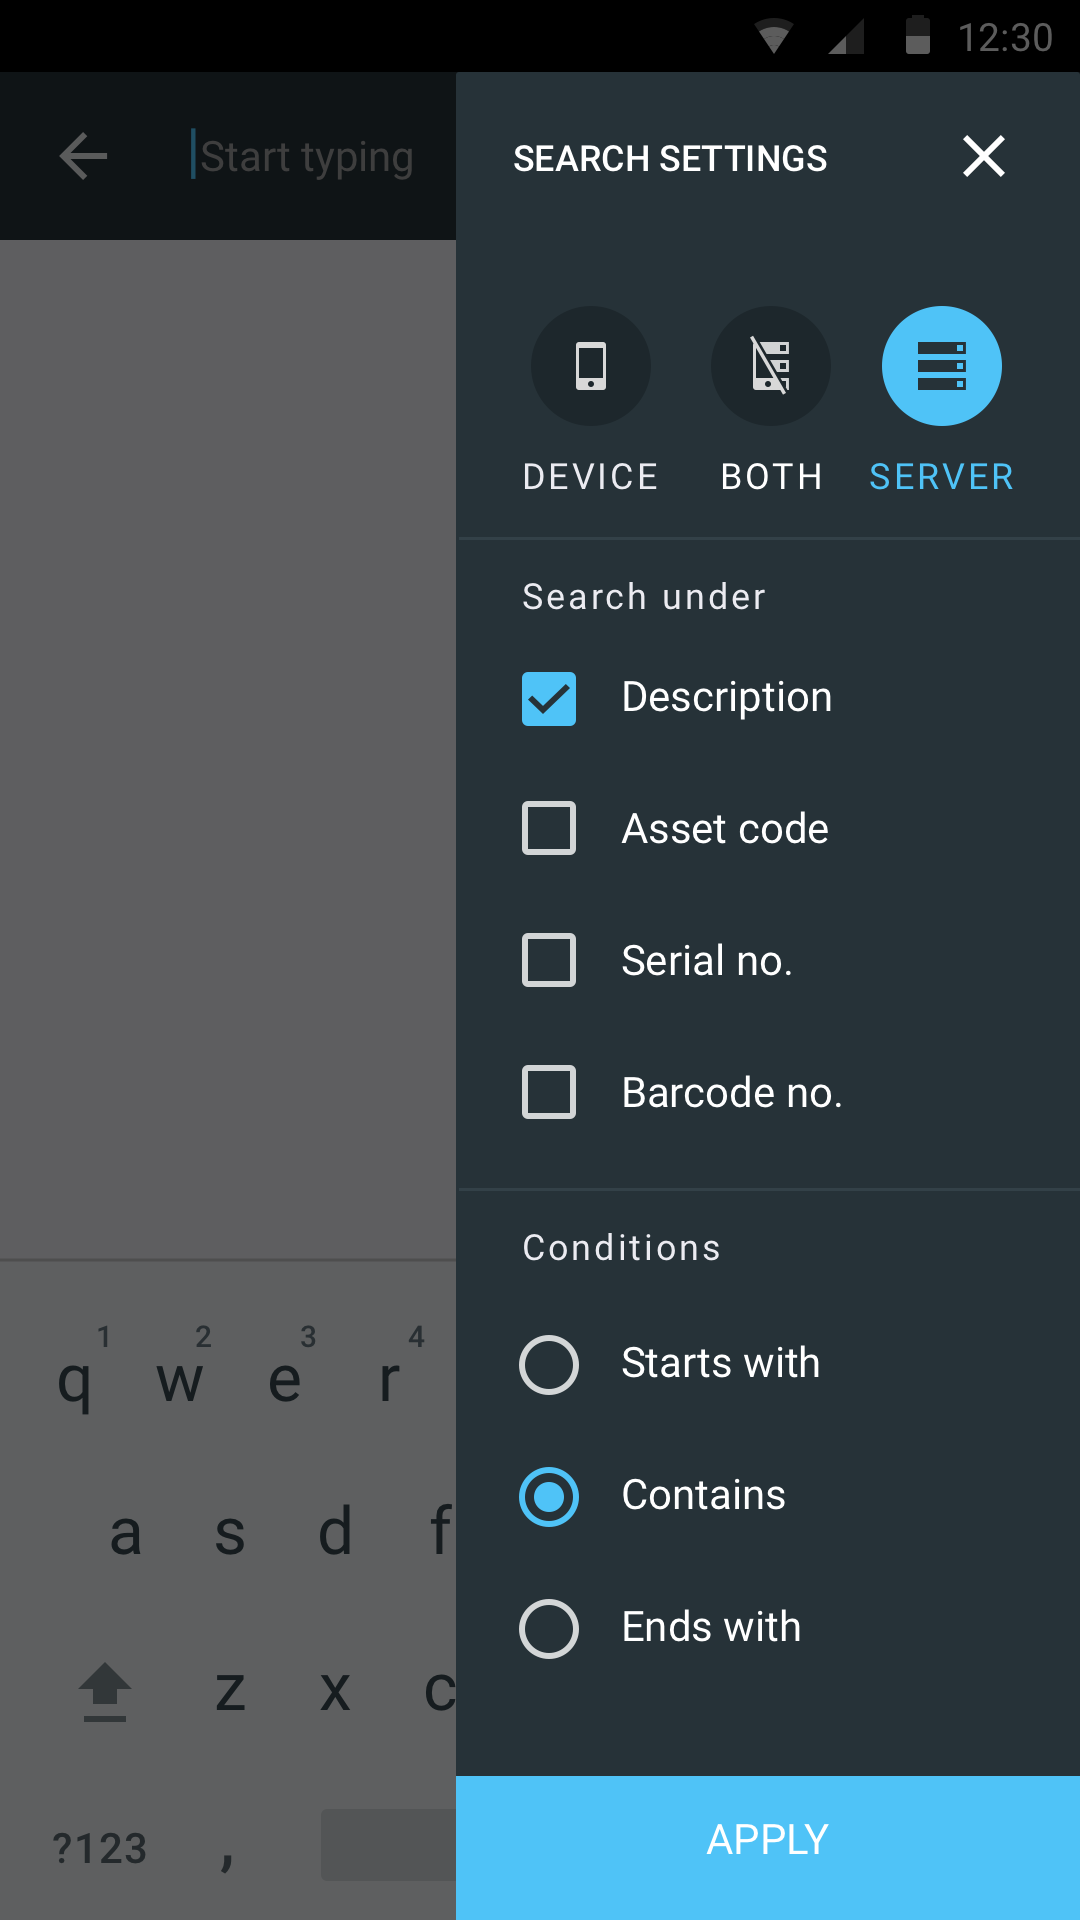 12:30
Start typing
SEARCH SETTINGS
DEVICE BOTH SERVER
Search under
Description
Asset code
Serial no.
Barcode no.
Conditions
Starts with
Contains
Ends with
APPLY
1 2 3 4
q w e r
a s d f
z x c
?123 ,